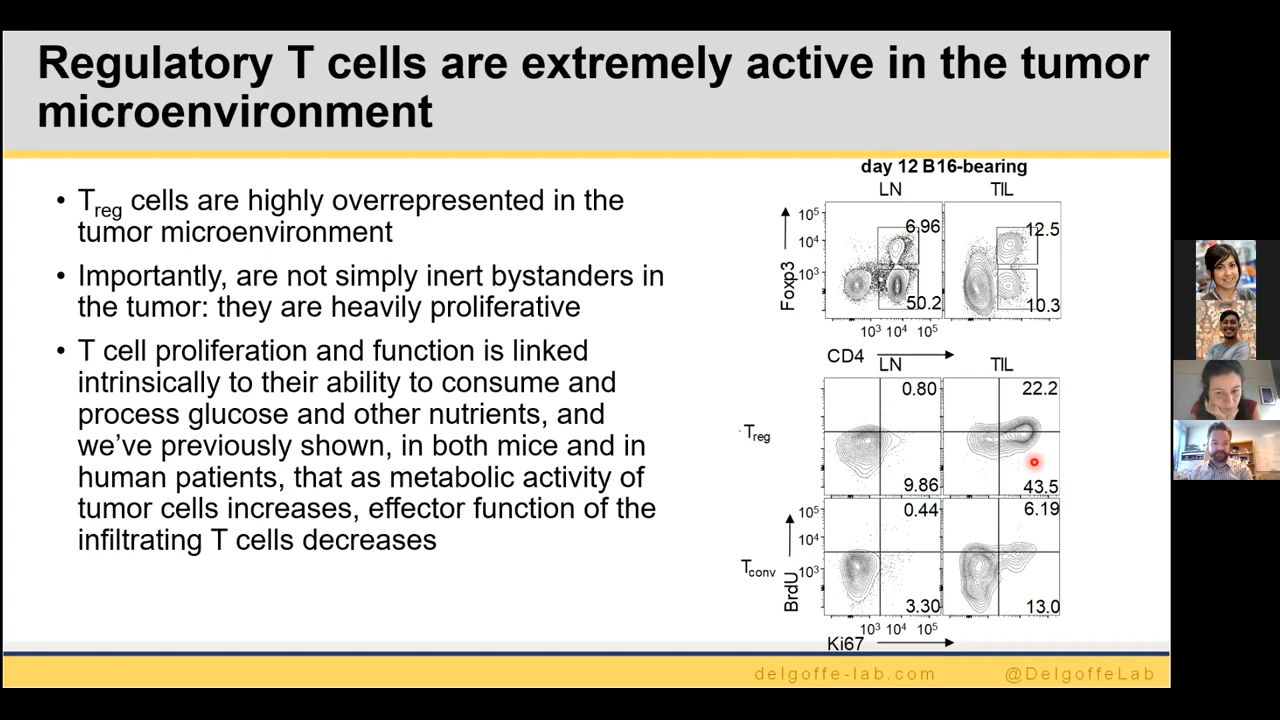 Regulatory T cells are extremely active in the tumor
microenvironment
• Treg cells are highly overrepresented in the
tumor microenvironment
• Importantly, are not simply inert bystanders in
the tumor: they are heavily proliferative
• T cell proliferation and function is linked
intrinsically to their ability to consume and
process glucose and other nutrients, and
we’ve previously shown, in both mice and in
human patients, that as metabolic activity of
tumor cells increases, effector function of the
infiltrating T cells decreases
day 12 B16-bearing
LN TIL
10⁵
10⁴
10³
Foxp3
6.96 12.5
50.2 10.3
10³ 10⁴ 10⁵
CD4
LN TIL
0.80 22.2
Treg
9.86 43.5
0.44 6.19
10⁵
10⁴
10³
Tconv
BrdU
3.30 13.0
10³ 10⁴ 10⁵
Ki67
delgoffe-lab.com @DelgoffeLab